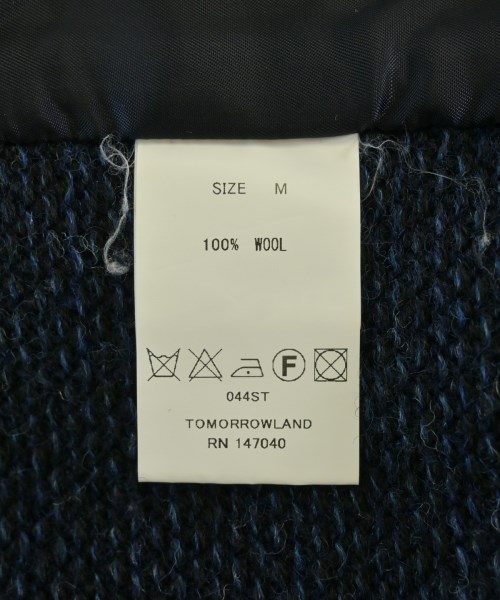 SIZE M
100% WOOL
F
044ST
TOMORROWLAND
RN 147040